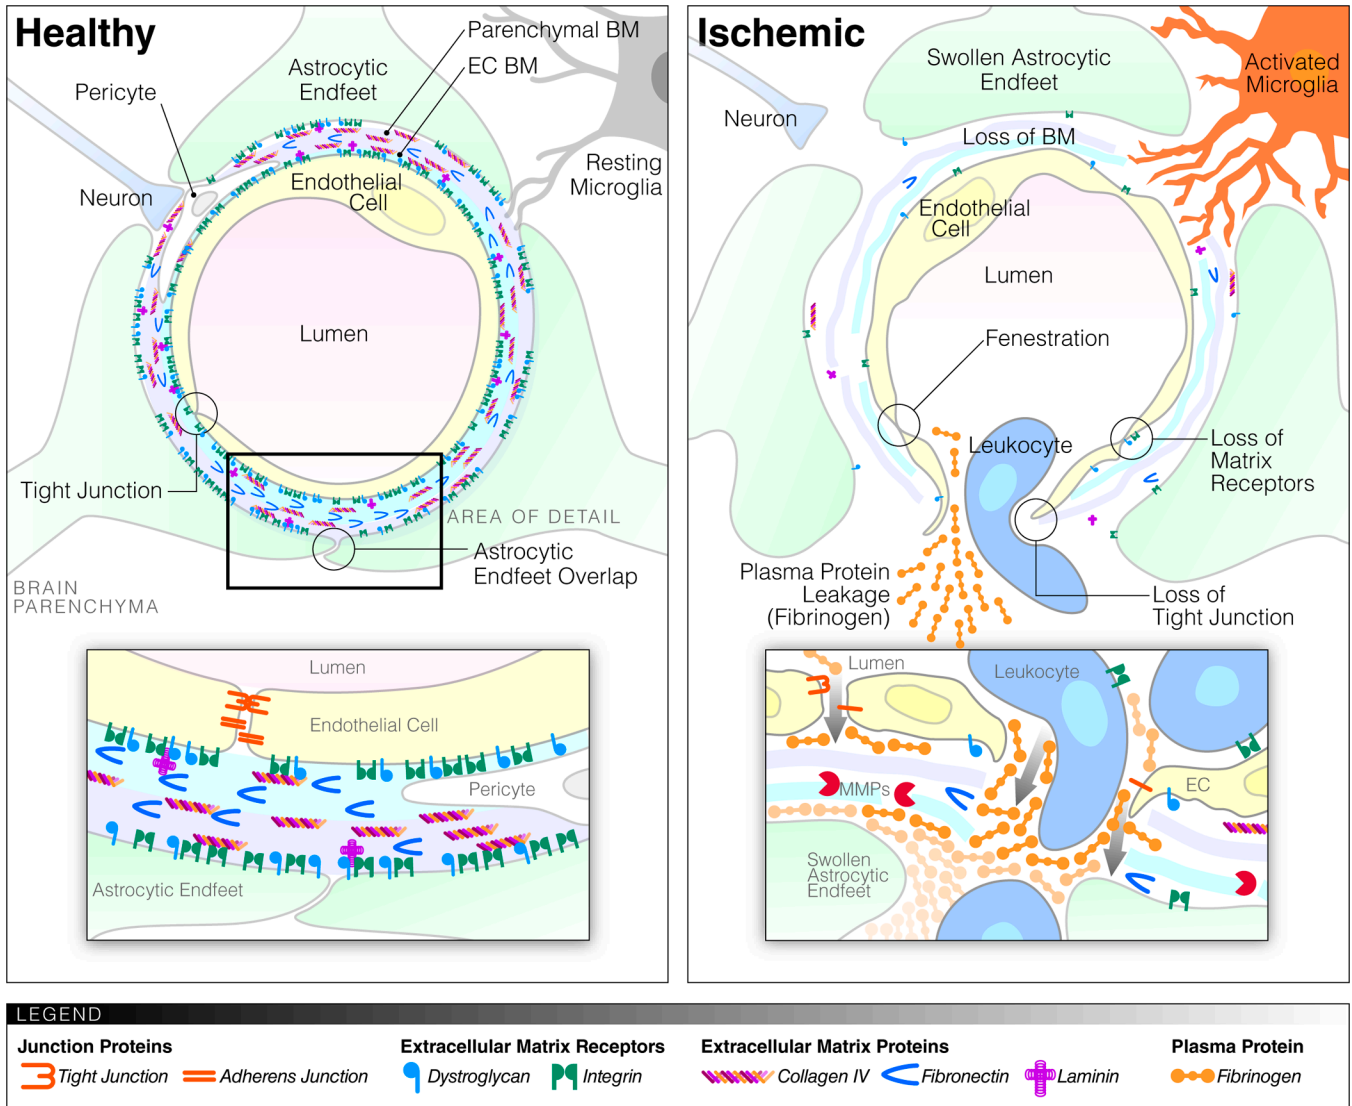 Healthy
Parenchymal BM
EC BM
Astrocytic
Endfeet
Pericyte
Resting
Microglia
Neuron
Endothelial
Cell
Lumen
Tight Junction
AREA OF DETAIL
Astrocytic
Endfeet Overlap
BRAIN
PARENCHYMA
Lumen
Endothelial Cell
Pericyte
Astrocytic Endfeet
Ischemic
Swollen Astrocytic
Endfeet
Activated
Microglia
Neuron
Loss of BM
Endothelial
Cell
Lumen
Fenestration
Leukocyte
Loss of
Matrix
Receptors
Plasma Protein
Leakage
(Fibrinogen)
Loss of
Tight Junction
Lumen
Leukocyte
MMPs
EC
Swollen
Astrocytic
Endfeet
LEGEND
Junction Proteins
Tight Junction
Adherens Junction
Extracellular Matrix Receptors
Dystroglycan
Integrin
Extracellular Matrix Proteins
Collagen IV
Fibronectin
Laminin
Plasma Protein
Fibrinogen